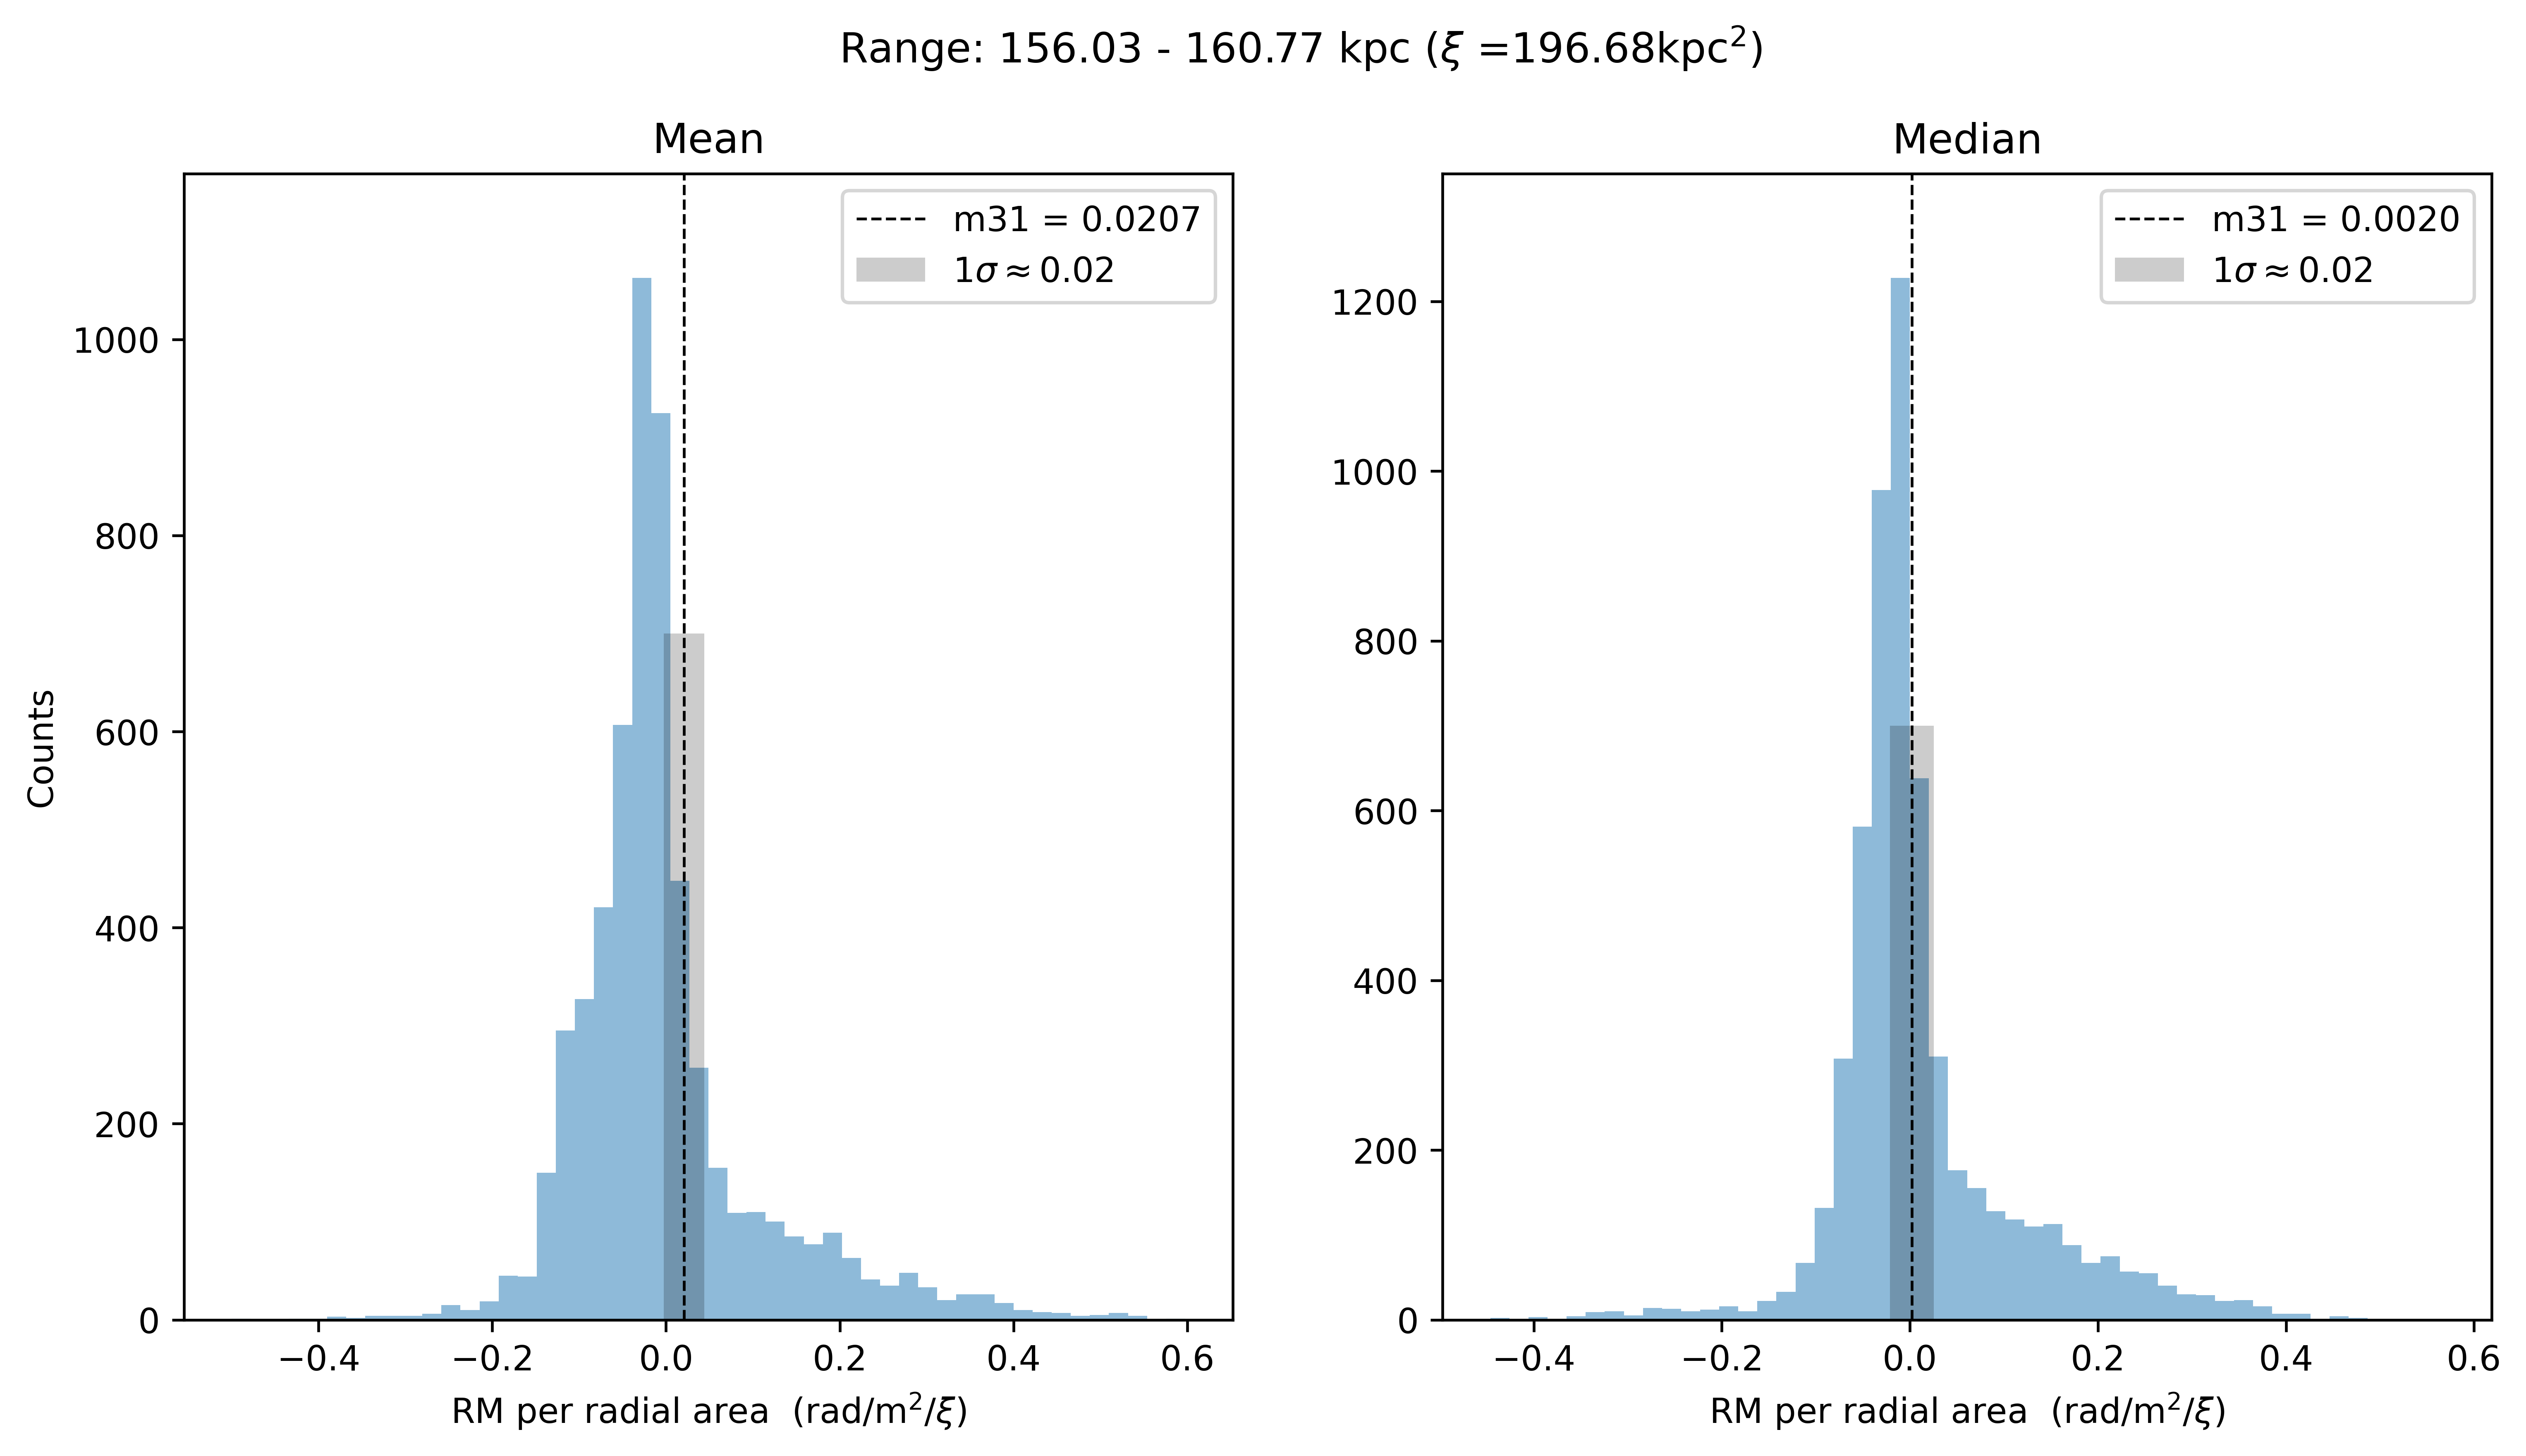 Range: 156.03 - 160.77 kpc (ξ =196.68kpc²)
Mean
m31 = 0.0207
1σ≈0.02
1000
800
600
400
200
0
Counts
−0.4 −0.2 0.0 0.2 0.4 0.6
RM per radial area (rad/m²/ξ)
Median
m31 = 0.0020
1σ≈0.02
1200
1000
800
600
400
200
0
−0.4 −0.2 0.0 0.2 0.4 0.6
RM per radial area (rad/m²/ξ)